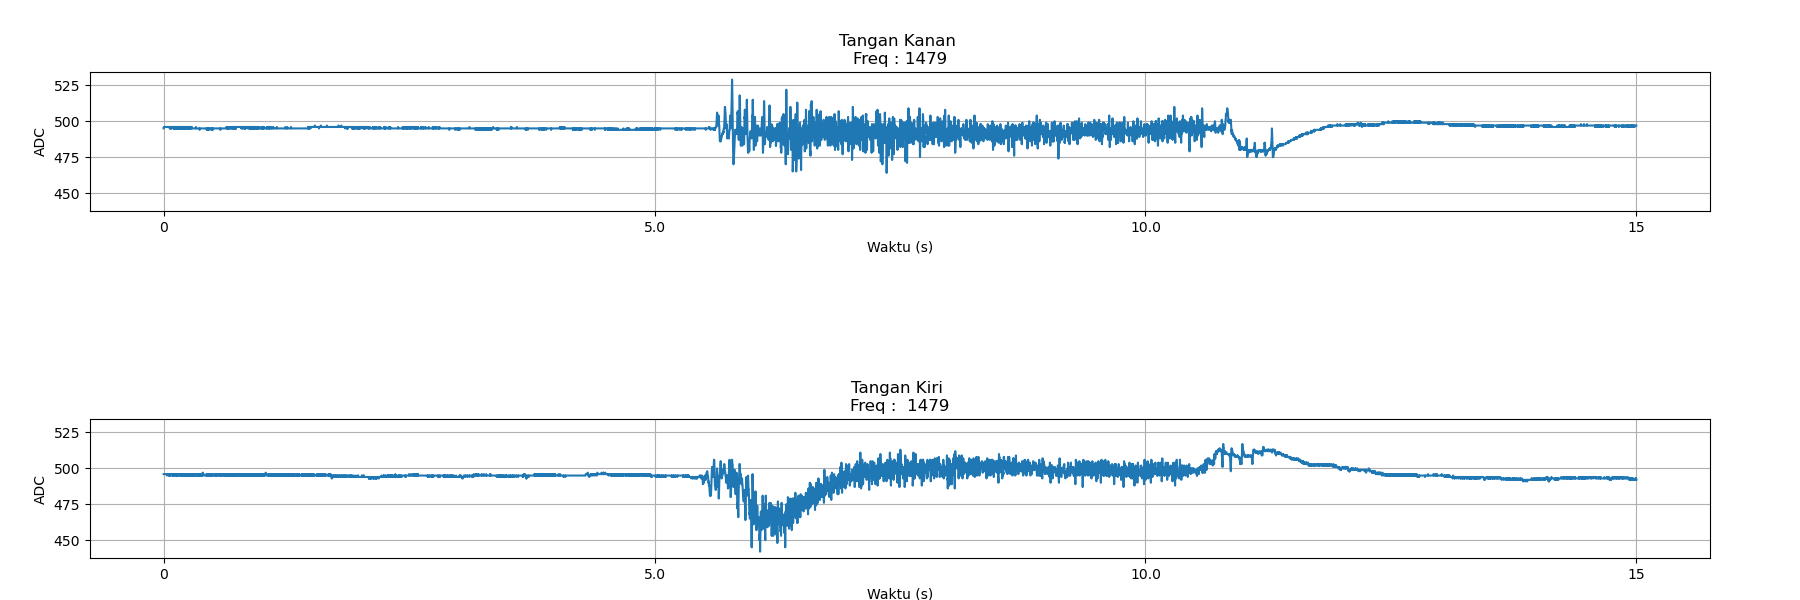 Tangan Kanan
Freq : 1479
525
500
475
450
ADC
0
5.0
10.0
15
Waktu (s)
Tangan Kiri
Freq :  1479
525
500
475
450
ADC
0
5.0
10.0
15
Waktu (s)